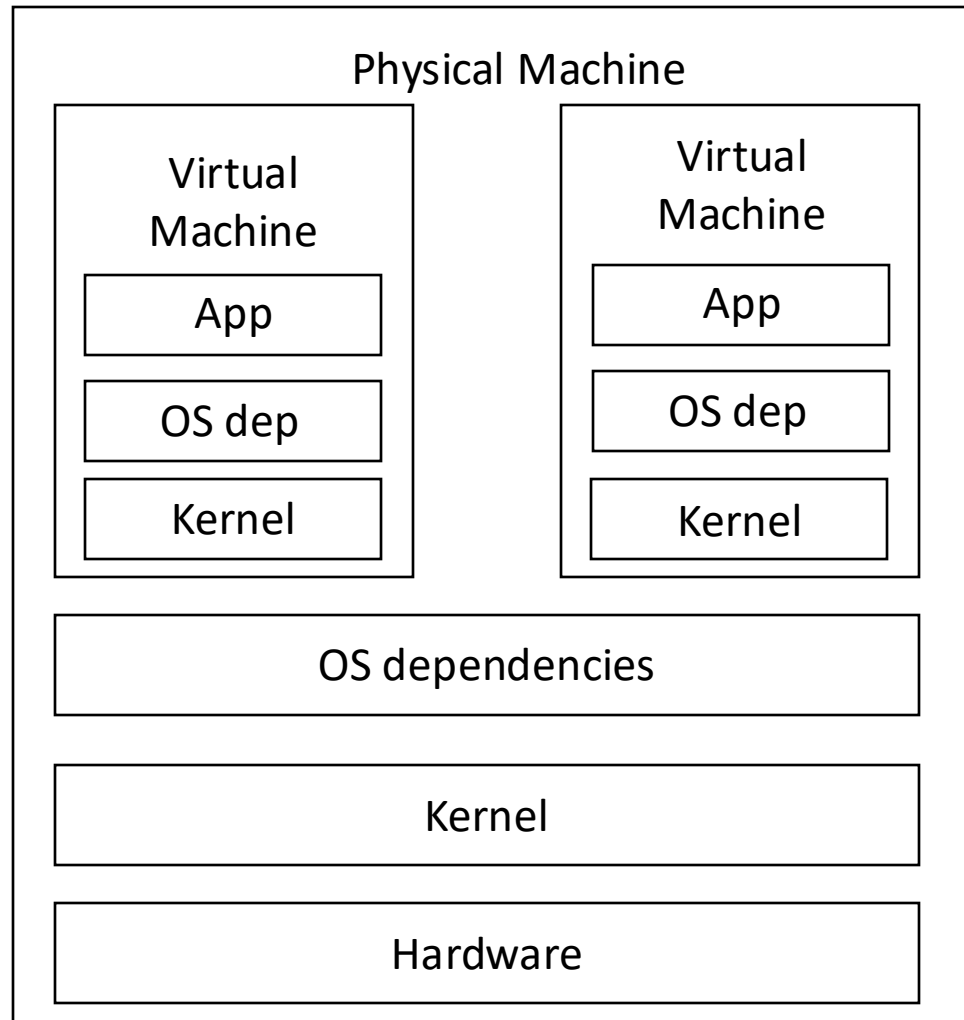 Physical Machine
Virtual
Machine
App
OS dep
Kernel
Virtual
Machine
App
OS dep
Kernel
OS dependencies
Kernel
Hardware